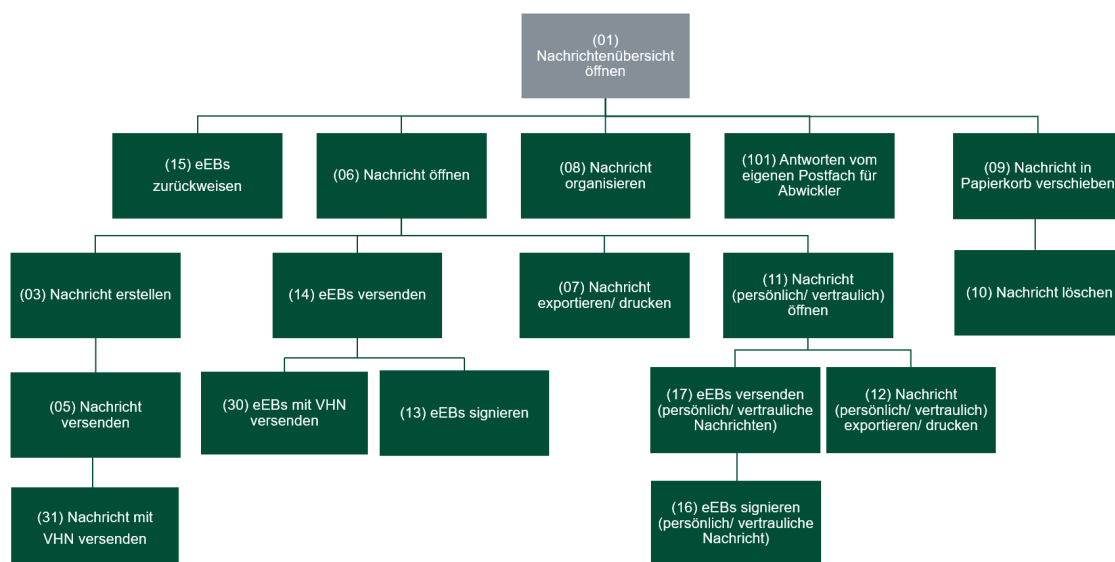 (01)
Nachrichtenübersicht
öffnen
(15) eEBs
zurückweisen
(06) Nachricht öffnen
(08) Nachricht
organisieren
(101) Antworten vom
eigenen Postfach für
Abwickler
(09) Nachricht in
Papierkorb verschieben
(03) Nachricht erstellen
(14) eEBs versenden
(07) Nachricht
exportieren/ drucken
(11) Nachricht
(persönlich/ vertraulich)
öffnen
(10) Nachricht löschen
(05) Nachricht
versenden
(30) eEBs mit VHN
versenden
(13) eEBs signieren
(17) eEBs versenden
(persönlich/ vertrauliche
Nachrichten)
(12) Nachricht
(persönlich/ vertraulich)
exportieren/ drucken
(31) Nachricht mit
VHN versenden
(16) eEBs signieren
(persönlich/ vertrauliche
Nachricht)